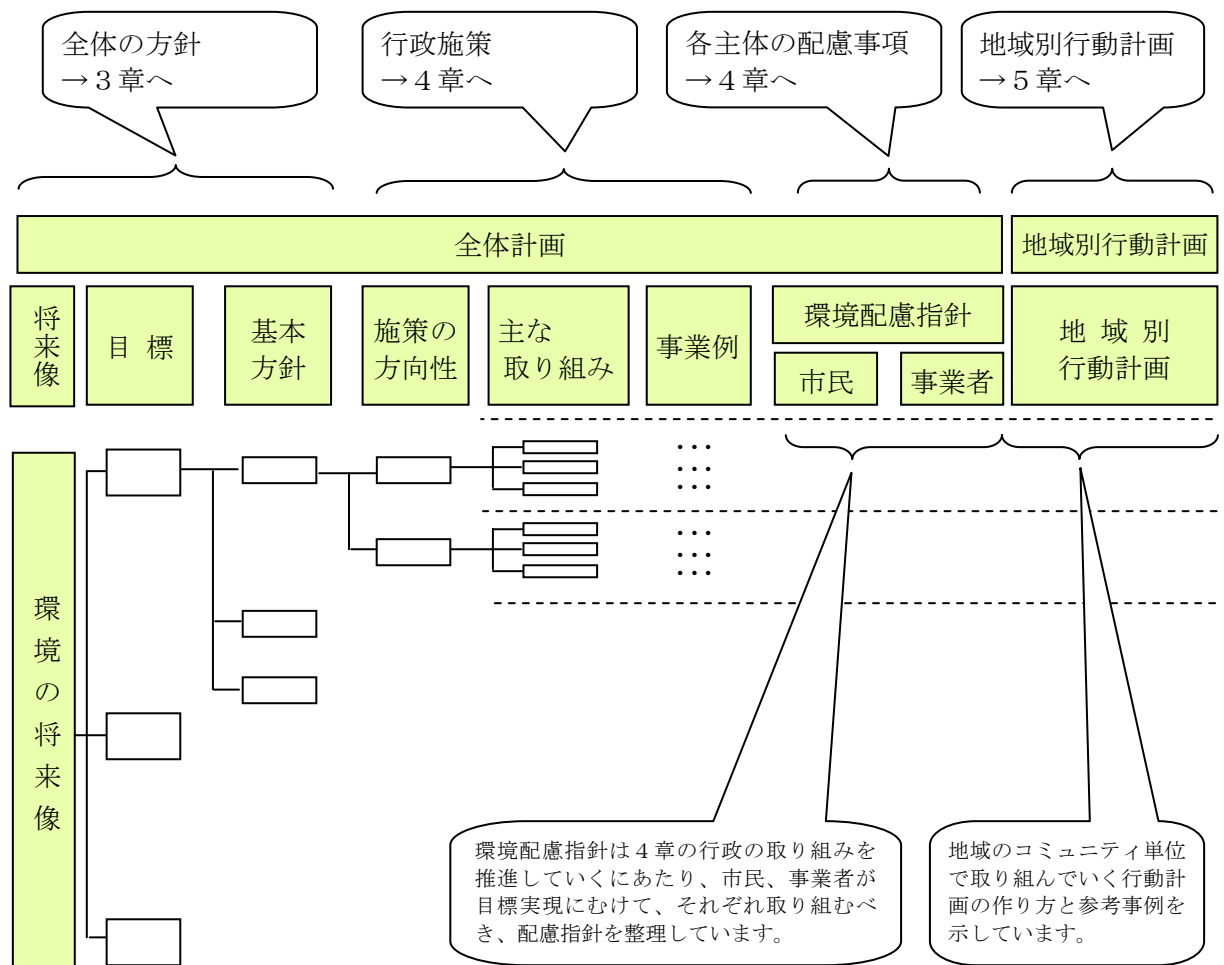 全体の方針
→３章へ
行政施策
→４章へ
各主体の配慮事項
→４章へ
地域別行動計画
→５章へ
全体計画
地域別行動計画
将来像
目 標
基本
方針
施策の
方向性
主な
取り組み
事業例
環境配慮指針
市民
事業者
地 域 別
行動計画
・・・
・・・
・・・
・・・
・・・
・・・
環境の将来像
環境配慮指針は４章の行政の取り組みを
推進していくにあたり、市民、事業者が
目標実現にむけて、それぞれ取り組むべ
き、配慮指針を整理しています。
地域のコミュニティ単位
で取り組んでいく行動計
画の作り方と参考事例を
示しています。